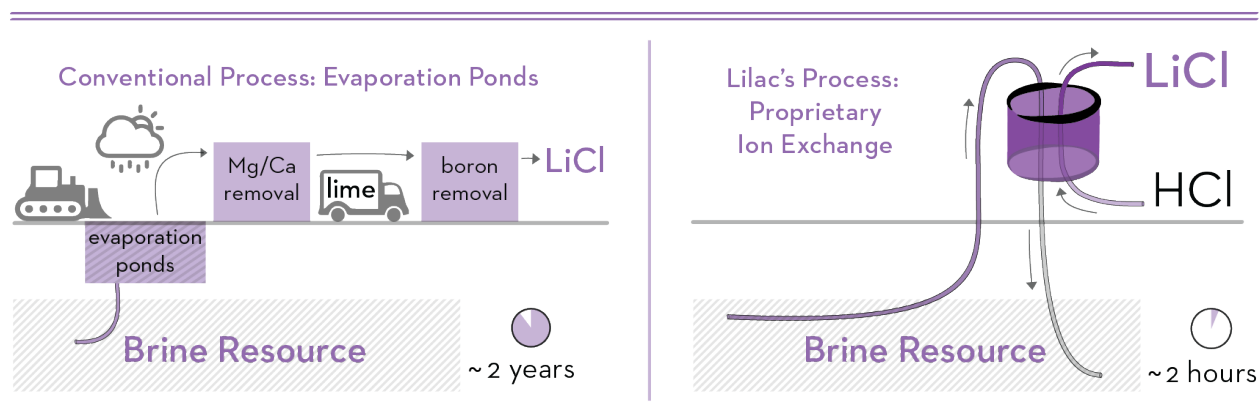 Conventional Process: Evaporation Ponds
Mg/Ca
removal
lime
boron
removal
LiCl
evaporation
ponds
Brine Resource
~ 2 years
Lilac's Process:
Proprietary
Ion Exchange
LiCl
HCl
Brine Resource
~ 2 hours